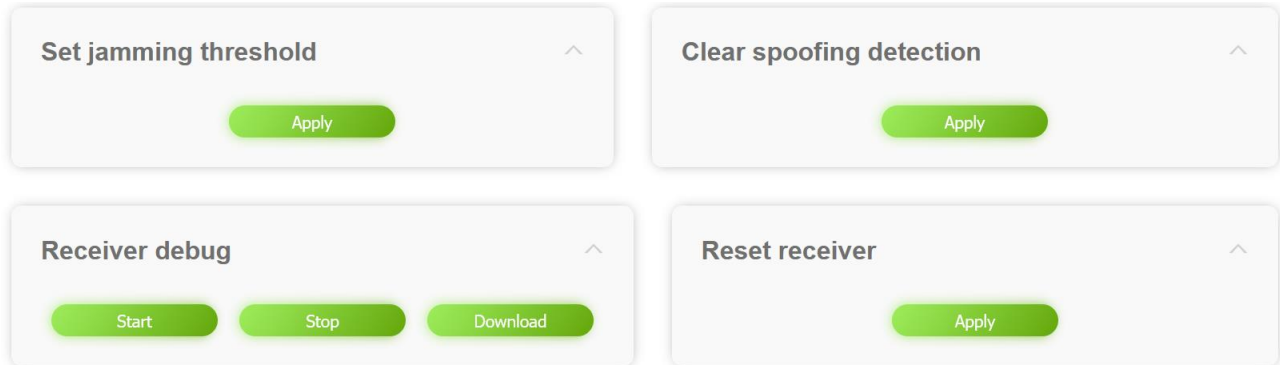 Set jamming threshold
Clear spoofing detection
Apply
Apply
Receiver debug
Reset receiver
Start
Stop
Download
Apply